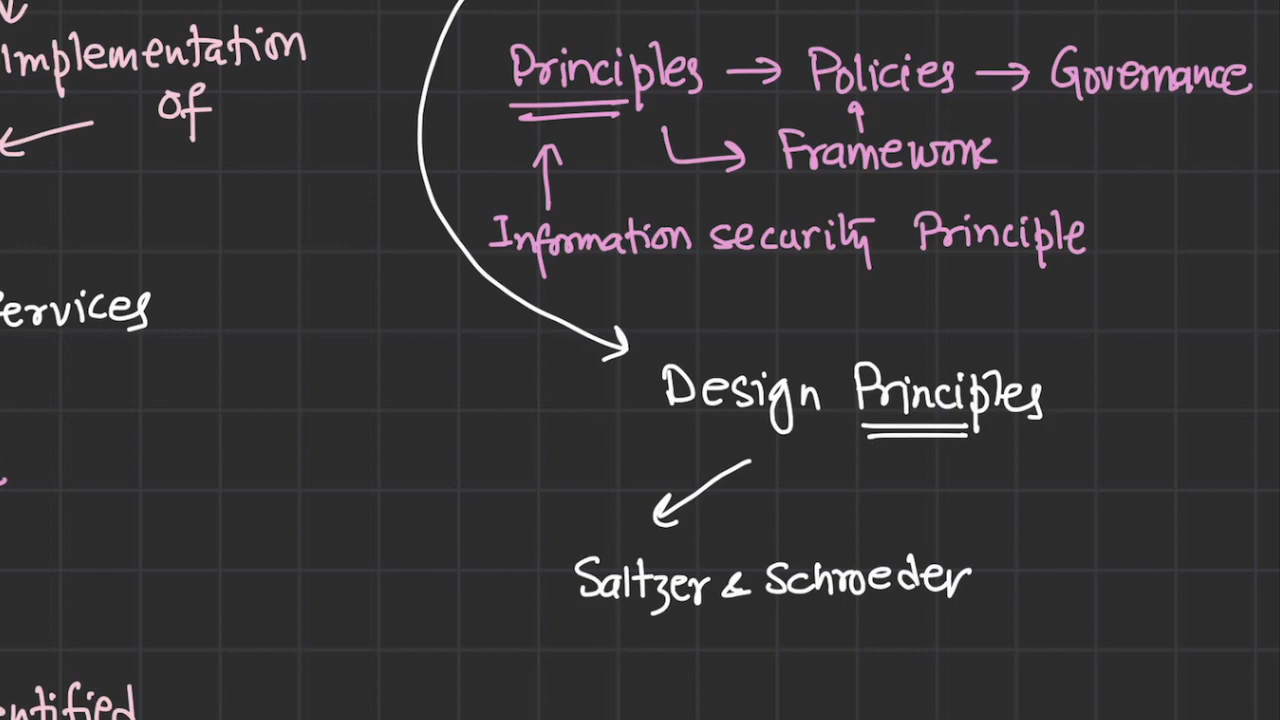 Implementation
of
Principles → Policies → Governance
Framework
Information security Principle
ervices
Design Principles
Saltzer & Schroeder
entified